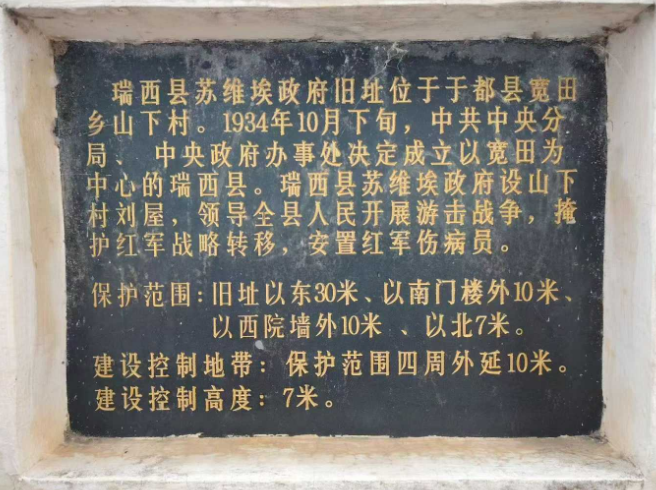 瑞西县苏维埃政府旧址位于于都县宽田
乡山下村。1934年10月下旬，中共中央分
局、中央政府办事处决定成立以宽田为
中心的瑞西县。瑞西县苏维埃政府设山下
村刘屋，领导全县人民开展游击战争，掩
护红军战略转移，安置红军伤病员。
保护范围：旧址以东30米、以南门楼外10米、
以西院墙外10米、以北7米。
建设控制地带：保护范围四周外延10米。
建设控制高度：7米。